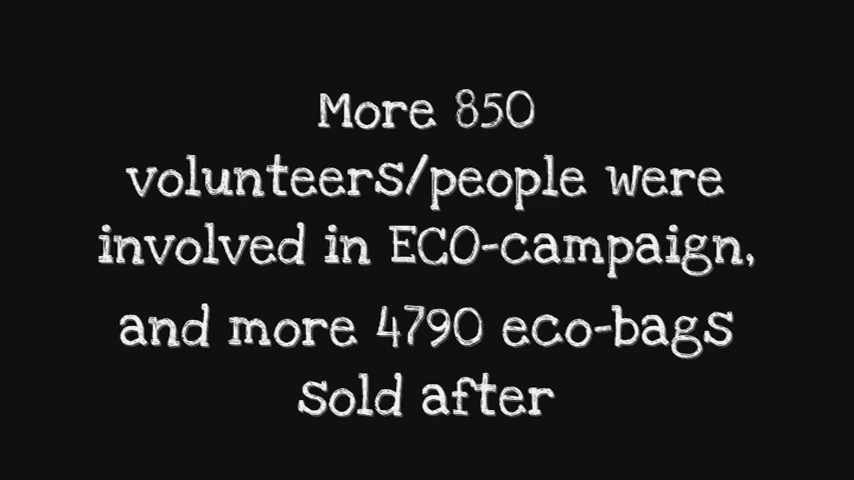 More 850
volunteers/people were
involved in ECO-campaign,
and more 4790 eco-bags
sold after